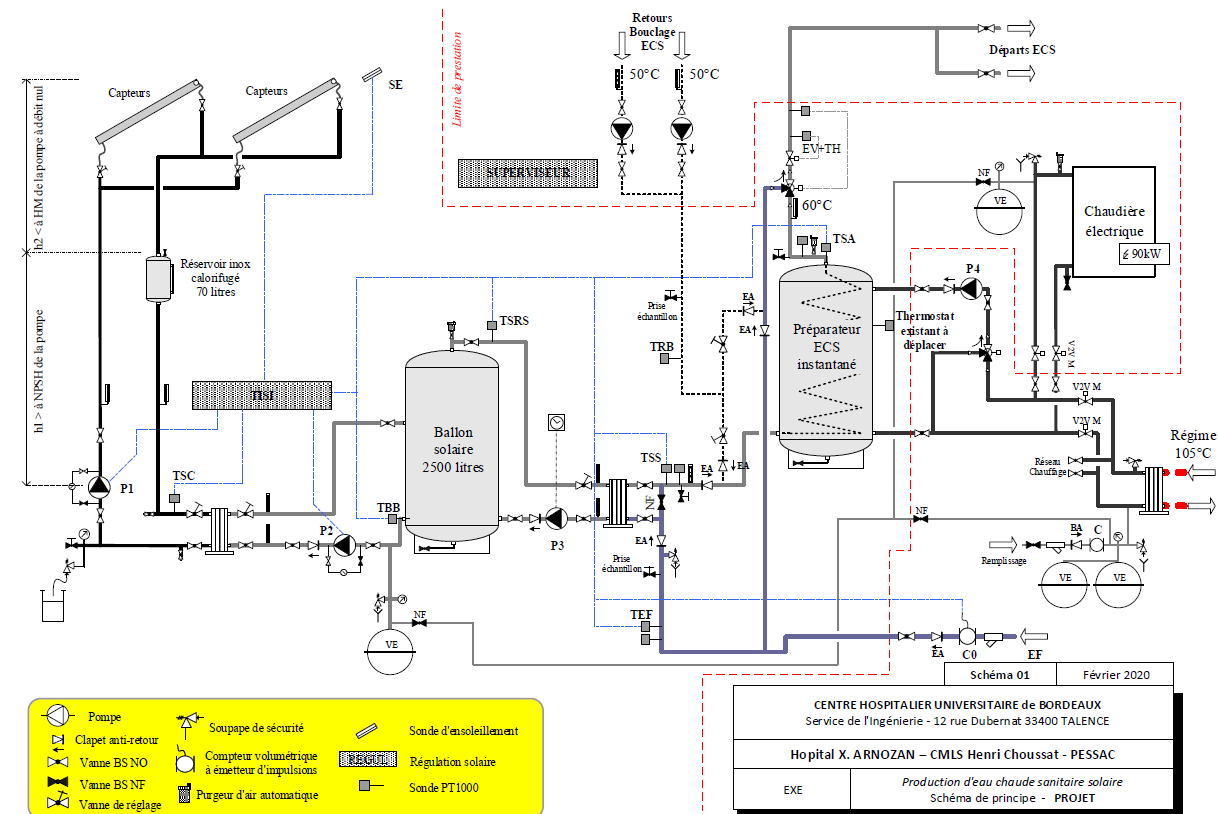 Retours
Bouclage
ECS
Départs ECS
50°C
50°C
Capteurs
Capteurs
SE
Limite de prestation
EV+TH
SUPERVISEUR
60°C
NF
VE
Chaudière
électrique
90kW
h2 < à HM de la pompe à débit nul
Réservoir inox
calorifugé
70 litres
TSA
P4
Prise
échantillon
EA
EA
TSRS
Préparateur
ECS
instantané
Thermostat
existant à
déplacer
TRB
V2V M
h1 > à NPSH de la pompe
V2V M
V2V M
Ballon
solaire
2500 litres
Régime
105°C
TSS
EA
EA
Réseau
Chauffage
P1
TSC
NF
TBB
P2
P3
EA
NF
BA
C
Remplissage
Prise
échantillon
VE
VE
NF
TEF
VE
EA
C0
EF
Schéma 01
Février 2020
CENTRE HOSPITALIER UNIVERSITAIRE de BORDEAUX
Service de l'Ingénierie - 12 rue Dubernat 33400 TALENCE
Hopital X. ARNOZAN – CMLS Henri Choussat - PESSAC
EXE
Production d'eau chaude sanitaire solaire
Schéma de principe - PROJET
Pompe
Clapet anti-retour
Vanne BS NO
Vanne BS NF
Vanne de réglage
Soupape de sécurité
Compteur volumétrique
à émetteur d'impulsions
Purgeur d'air automatique
Sonde d'ensoleillement
REGUL
Régulation solaire
Sonde PT1000